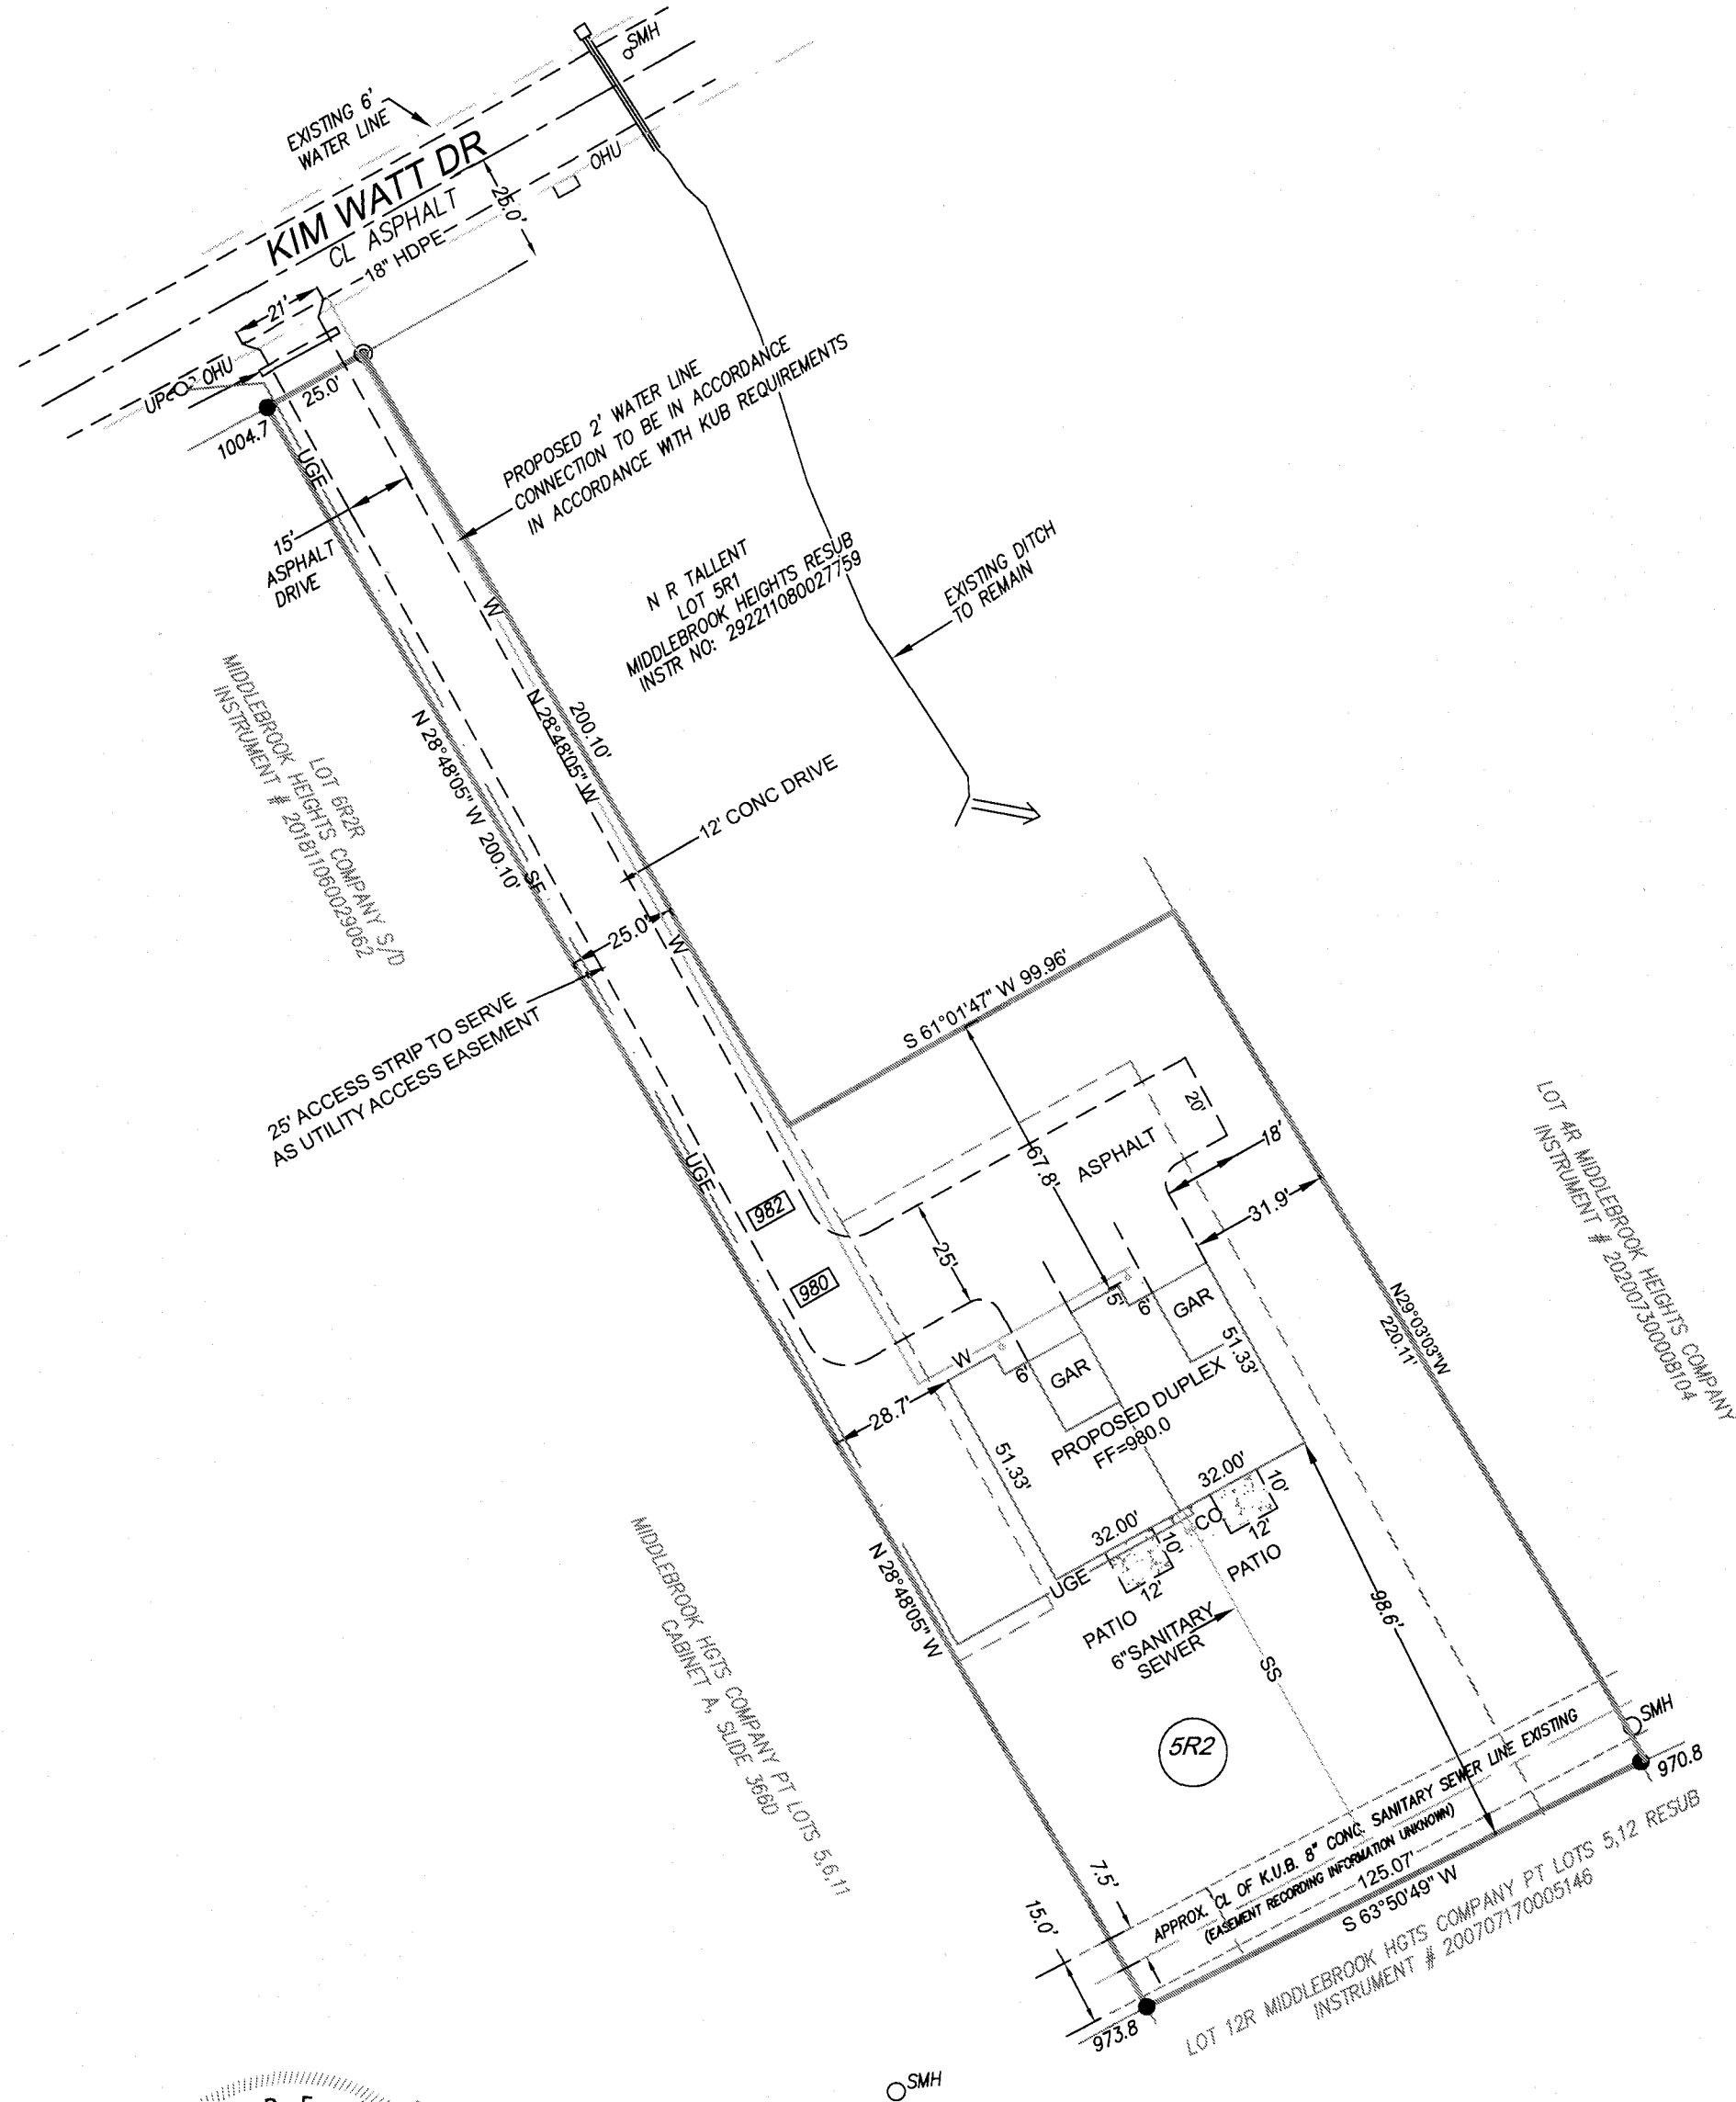 SMH
EXISTING 6'
WATER LINE
KIM WATT DR
CL ASPHALT
18" HDPE
25.0'
OHU
21'
UP
OHU
25.0'
1004.7
UGE
PROPOSED 2' WATER LINE
CONNECTION TO BE IN ACCORDANCE
IN ACCORDANCE WITH KUB REQUIREMENTS
15'
ASPHALT
DRIVE
W
N R TALLENT
LOT 5R1
MIDDLEBROOK HEIGHTS RESUB
INSTR NO: 292211080027759
EXISTING DITCH
TO REMAIN
LOT 6R2R
MIDDLEBROOK HEIGHTS COMPANY S/D
INSTRUMENT # 201811060029062
N 28°48'05" W 200.10'
200.10'
N 28°48'05" W
12' CONC DRIVE
SF
25.0'
W
25' ACCESS STRIP TO SERVE
AS UTILITY ACCESS EASEMENT
S 61°01'47" W 99.96'
UGE
982
980
67.8'
ASPHALT
20'
18'
31.9'
25'
LOT 4R MIDDLEBROOK HEIGHTS COMPANY
INSTRUMENT # 202007300008104
N29°03'03"W
220.11'
5'
6'
GAR
51.33'
W
6'
GAR
28.7'
PROPOSED DUPLEX
FF=980.0
51.33'
32.00'
10'
12'
CO
32.00'
10'
12'
UGE
PATIO
PATIO
6"SANITARY
SEWER
SS
98.6'
N 28°48'05" W
MIDDLEBROOK HGTS COMPANY PT LOTS 5,6,11
CABINET A, SLIDE 366D
5R2
SMH
970.8
APPROX. CL OF K.U.B. 8" CONC. SANITARY SEWER LINE EXISTING
(EASEMENT RECORDING INFORMATION UNKNOWN)
125.07'
S 63°50'49" W
7.5'
15.0'
973.8
LOT 12R MIDDLEBROOK HGTS COMPANY PT LOTS 5,12 RESUB
INSTRUMENT # 200707170005146
SMH